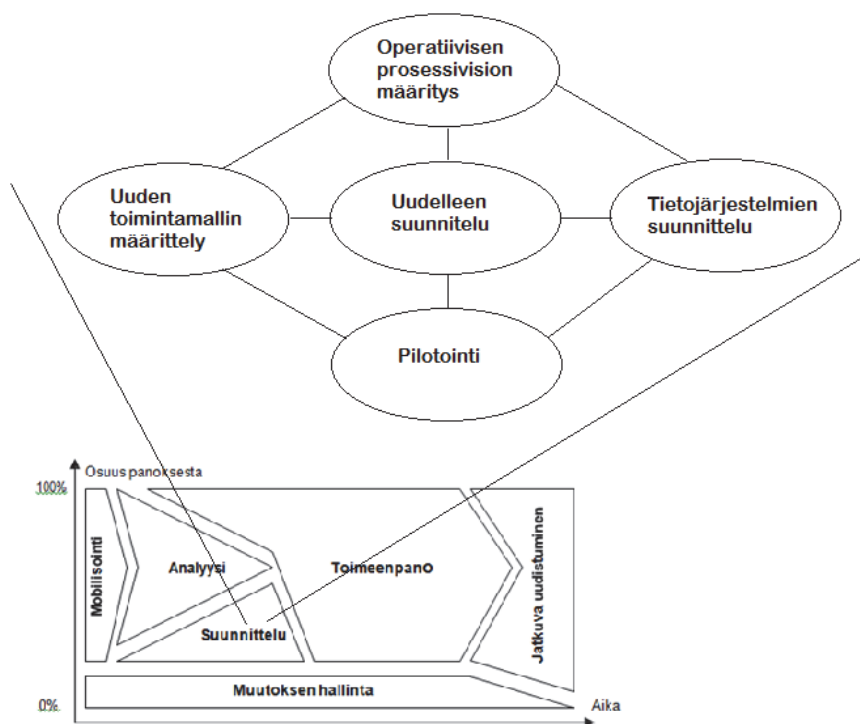 Operatiivisen
prosessivision
määritys
Uuden
toimintamallin
määrittely
Uudelleen
suunnitelu
Tietojärjestelmien
suunnittelu
Pilotointi
Osuus panoksesta
100%
Mobilisointi
Analyysi
Toimeenpano
Jatkuva uudistuminen
Suunnittelu
Muutoksen hallinta
0%
Aika